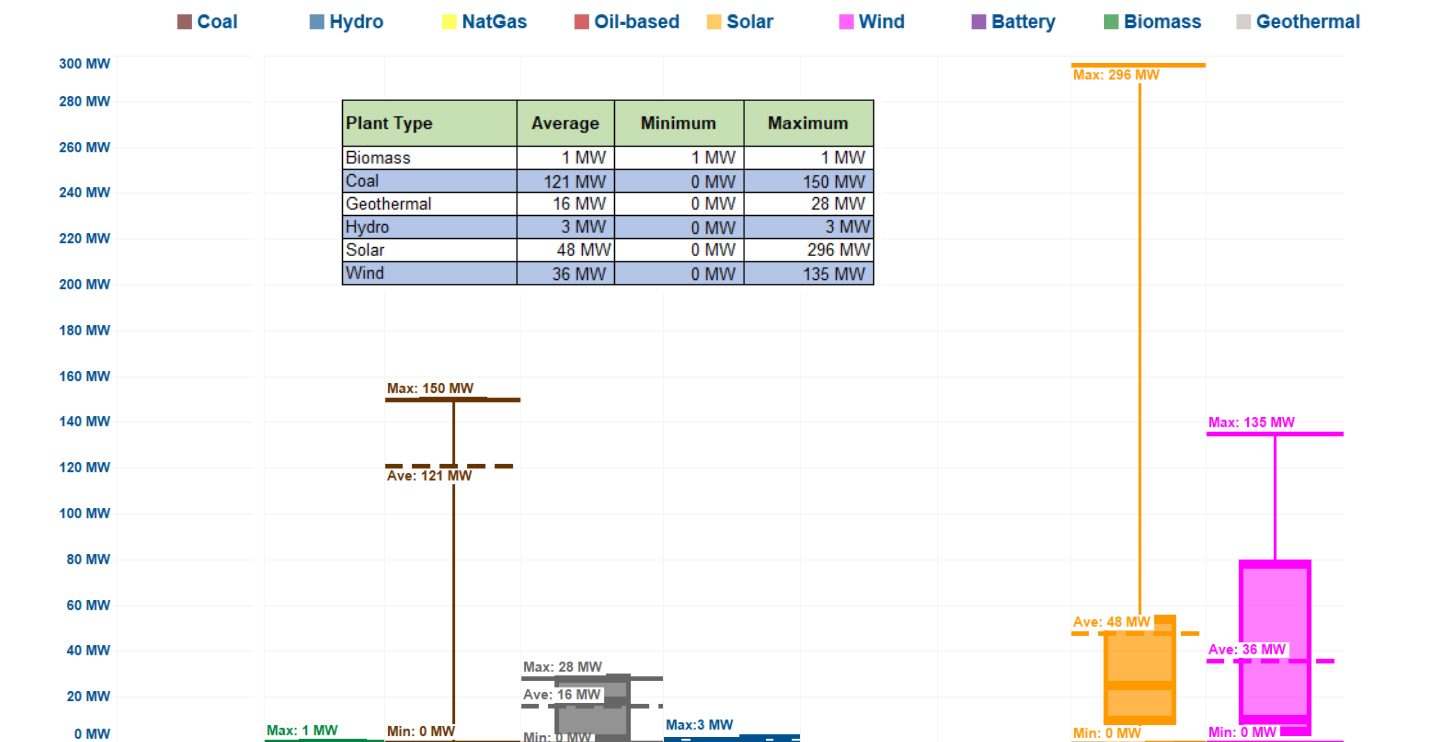 Coal Hydro NatGas Oil-based Solar Wind Battery Biomass Geothermal
300 MW
280 MW
260 MW
240 MW
220 MW
200 MW
180 MW
160 MW
140 MW
120 MW
100 MW
80 MW
60 MW
40 MW
20 MW
0 MW
Plant Type Average Minimum Maximum
Biomass 1 MW 1 MW 1 MW
Coal 121 MW 0 MW 150 MW
Geothermal 16 MW 0 MW 28 MW
Hydro 3 MW 0 MW 3 MW
Solar 48 MW 0 MW 296 MW
Wind 36 MW 0 MW 135 MW
Max: 1 MW
Max: 150 MW
Ave: 121 MW
Min: 0 MW
Max: 28 MW
Ave: 16 MW
Min: 0 MW
Max:3 MW
Max: 296 MW
Ave: 48 MW
Min: 0 MW
Max: 135 MW
Ave: 36 MW
Min: 0 MW